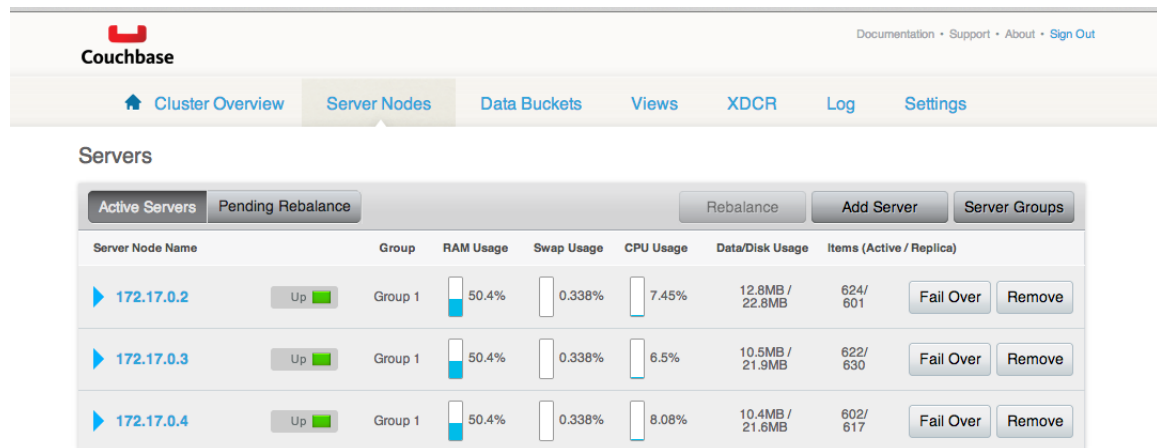 Couchbase
Documentation • Support • About • Sign Out
Cluster Overview Server Nodes Data Buckets Views XDCR Log Settings
Servers
Active Servers Pending Rebalance Rebalance Add Server Server Groups
Server Node Name Group RAM Usage Swap Usage CPU Usage Data/Disk Usage Items (Active / Replica)
172.17.0.2 Up Group 1 50.4% 0.338% 7.45% 12.8MB / 624/ Fail Over Remove
22.8MB 601
172.17.0.3 Up Group 1 50.4% 0.338% 6.5% 10.5MB / 622/ Fail Over Remove
21.9MB 630
172.17.0.4 Up Group 1 50.4% 0.338% 8.08% 10.4MB / 602/ Fail Over Remove
21.6MB 617